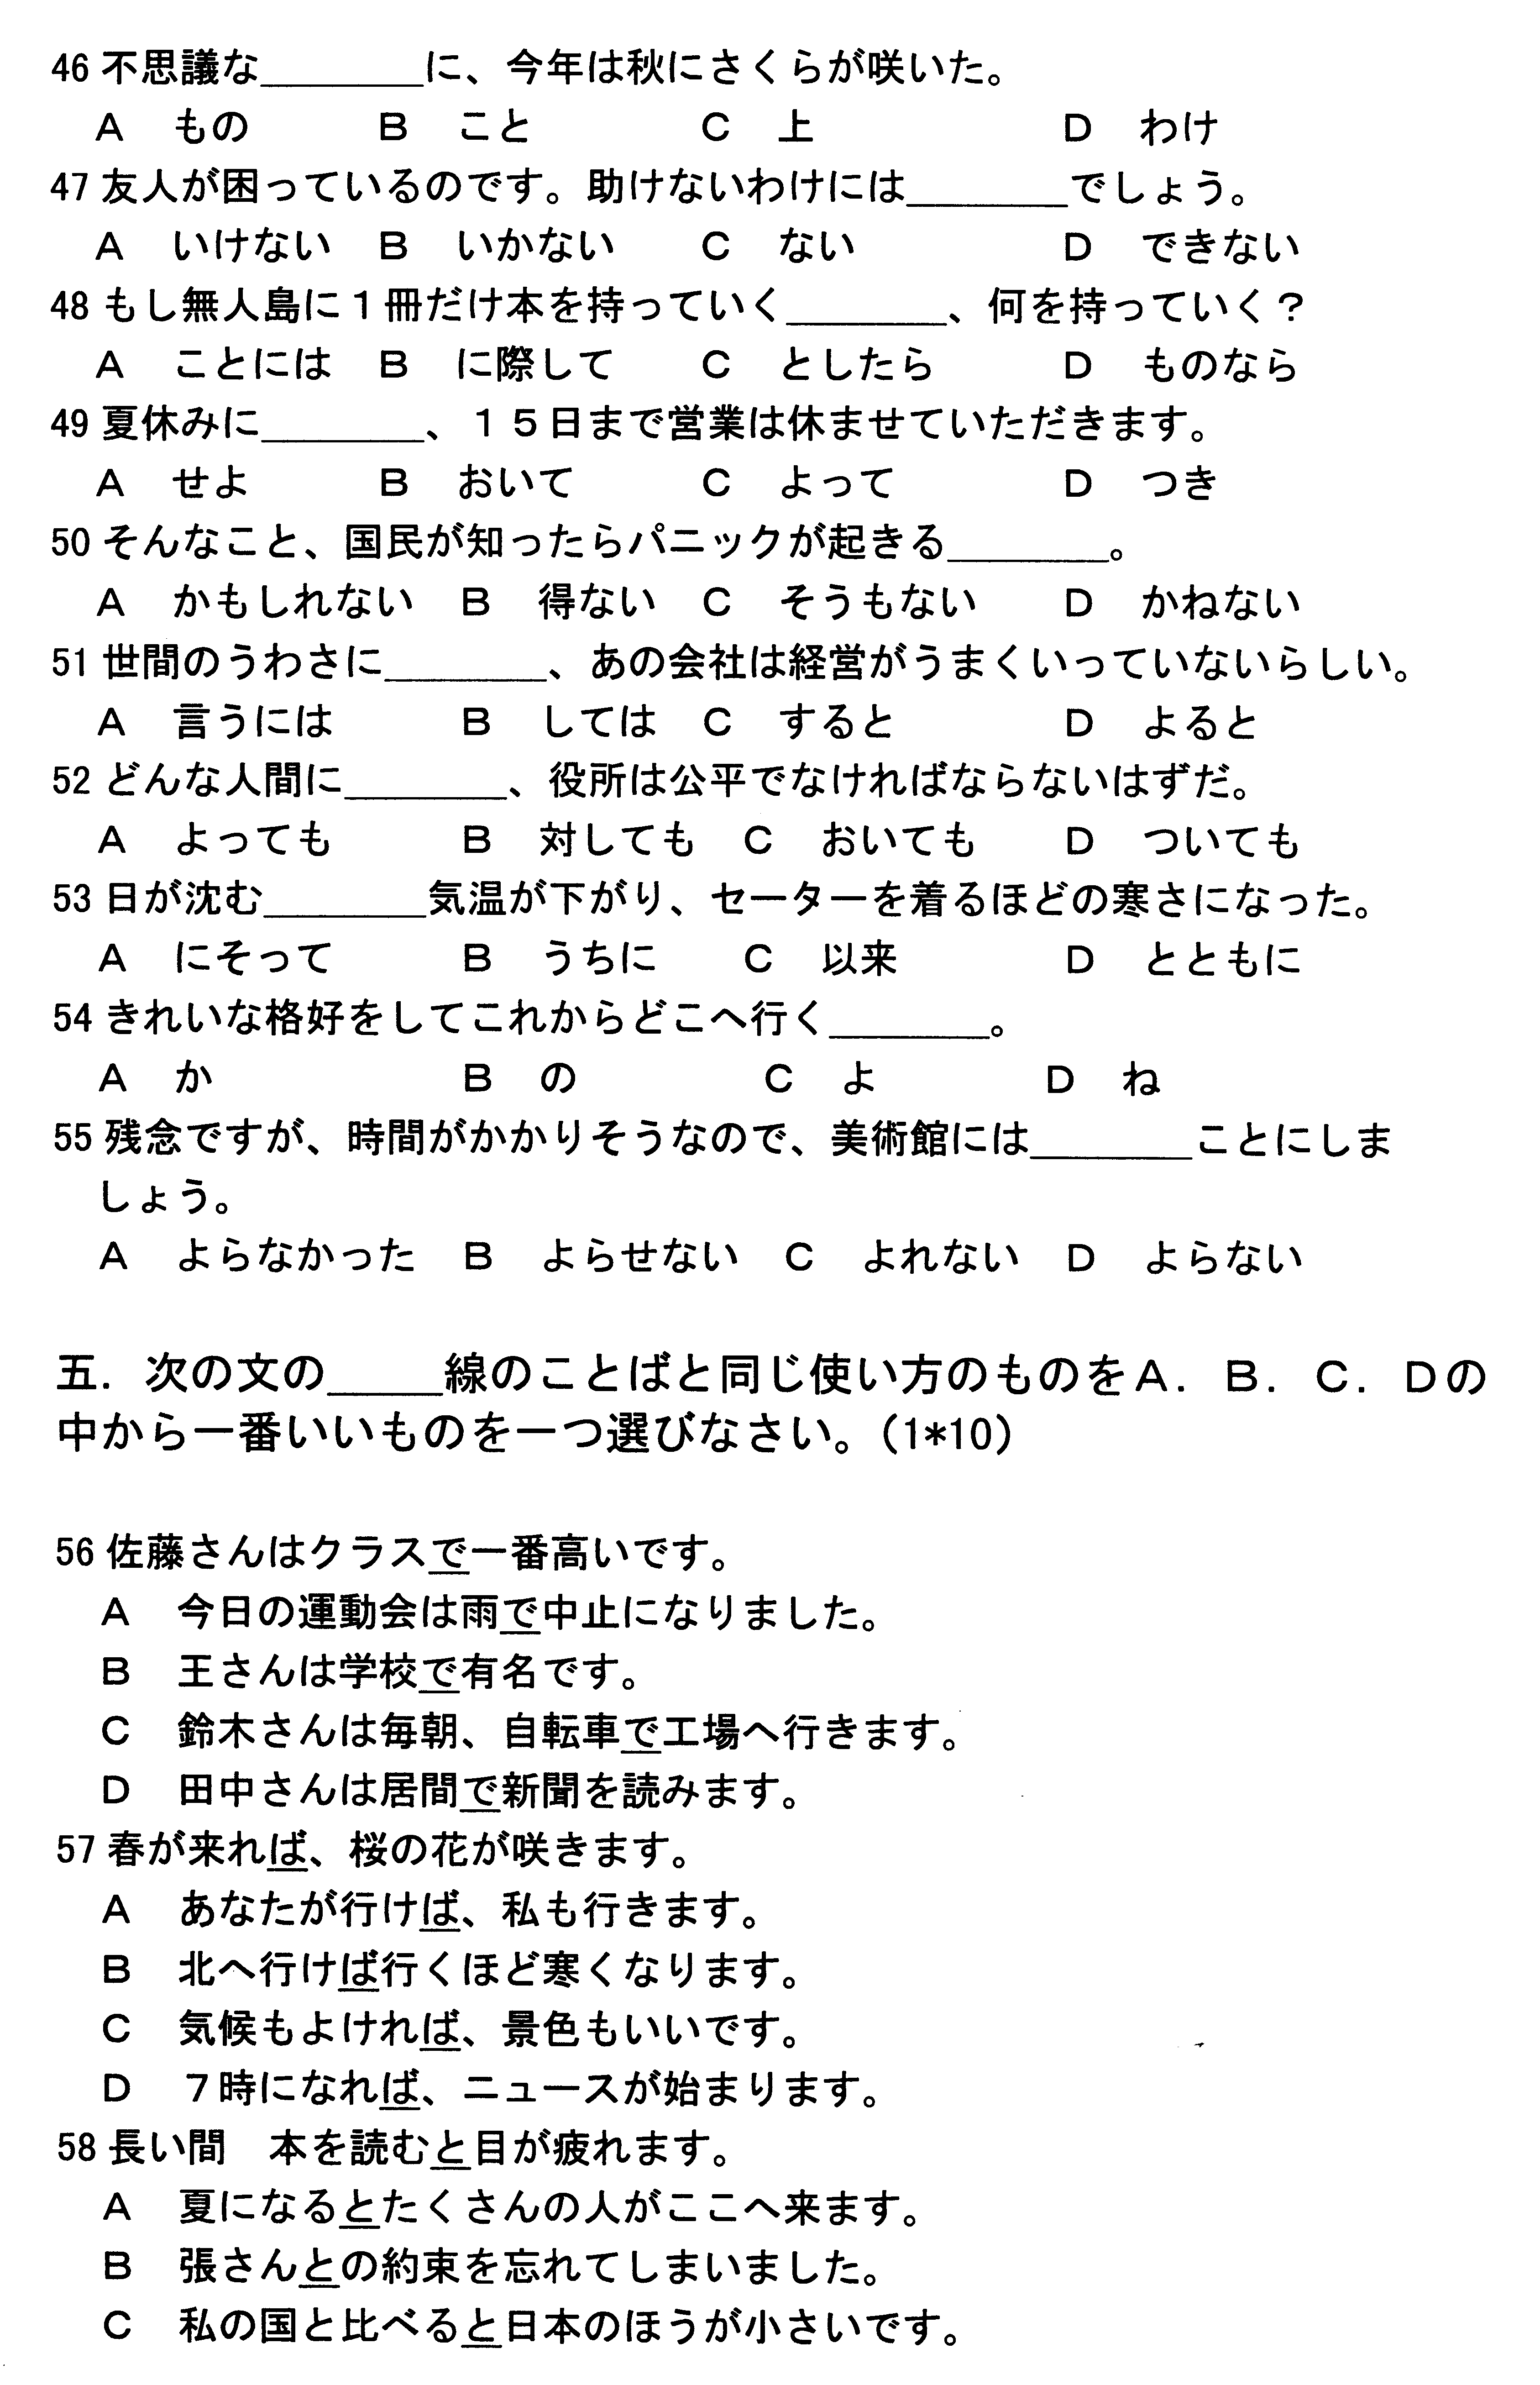 46 不思議な________に、今年は秋にさくらが咲いた。
A もの B こと C 上 D わけ
47 友人が困っているのです。助けないわけには________でしょう。
A いけない B いかない C ない D できない
48 もし無人島に１冊だけ本を持っていく________、何を持っていく？
A ことには B に際して C としたら D ものなら
49 夏休みに________、１５日まで営業は休ませていただきます。
A せよ B おいて C よって D つき
50 そんなこと、国民が知ったらパニックが起きる________。
A かもしれない B 得ない C そうもない D かねない
51 世間のうわさに________、あの会社は経営がうまくいっていないらしい。
A 言うには B しては C すると D よると
52 どんな人間に________、役所は公平でなければならないはずだ。
A よっても B 対しても C おいても D ついても
53 日が沈む________気温が下がり、セーターを着るほどの寒さになった。
A にそって B うちに C 以来 D とともに
54 きれいな格好をしてこれからどこへ行く________。
A か B の C よ D ね
55 残念ですが、時間がかかりそうなので、美術館には________ことにしま
しょう。
A よらなかった B よらせない C よれない D よらない
五．次の文の_____線のことばと同じ使い方のものをＡ．Ｂ．Ｃ．Ｄの
中から一番いいものを一つ選びなさい。(1*10)
56 佐藤さんはクラスで一番高いです。
A 今日の運動会は雨で中止になりました。
B 王さんは学校で有名です。
C 鈴木さんは毎朝、自転車で工場へ行きます。
D 田中さんは居間で新聞を読みます。
57 春が来れば、桜の花が咲きます。
A あなたが行けば、私も行きます。
B 北へ行けば行くほど寒くなります。
C 気候もよければ、景色もいいです。
D ７時になれば、ニュースが始まります。
58 長い間 本を読むと目が疲れます。
A 夏になるとたくさんの人がここへ来ます。
B 張さんとの約束を忘れてしまいました。
C 私の国と比べると日本のほうが小さいです。